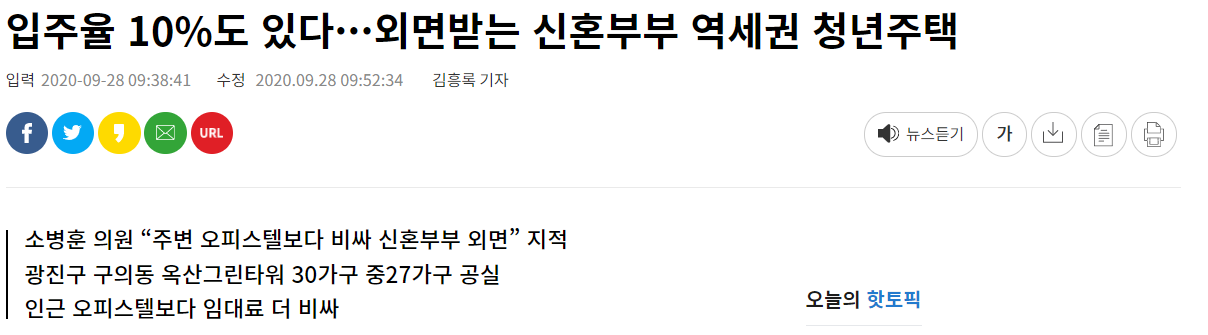 입주율 10%도 있다…외면받는 신혼부부 역세권 청년주택
입력 2020-09-28 09:38:41 수정 2020.09.28 09:52:34 김흥록 기자
URL
뉴스듣기 가
소병훈 의원 “주변 오피스텔보다 비싸 신혼부부 외면” 지적
광진구 구의동 옥산그린타워 30가구 중27가구 공실
인근 오피스텔보다 임대료 더 비싸
오늘의 핫토픽